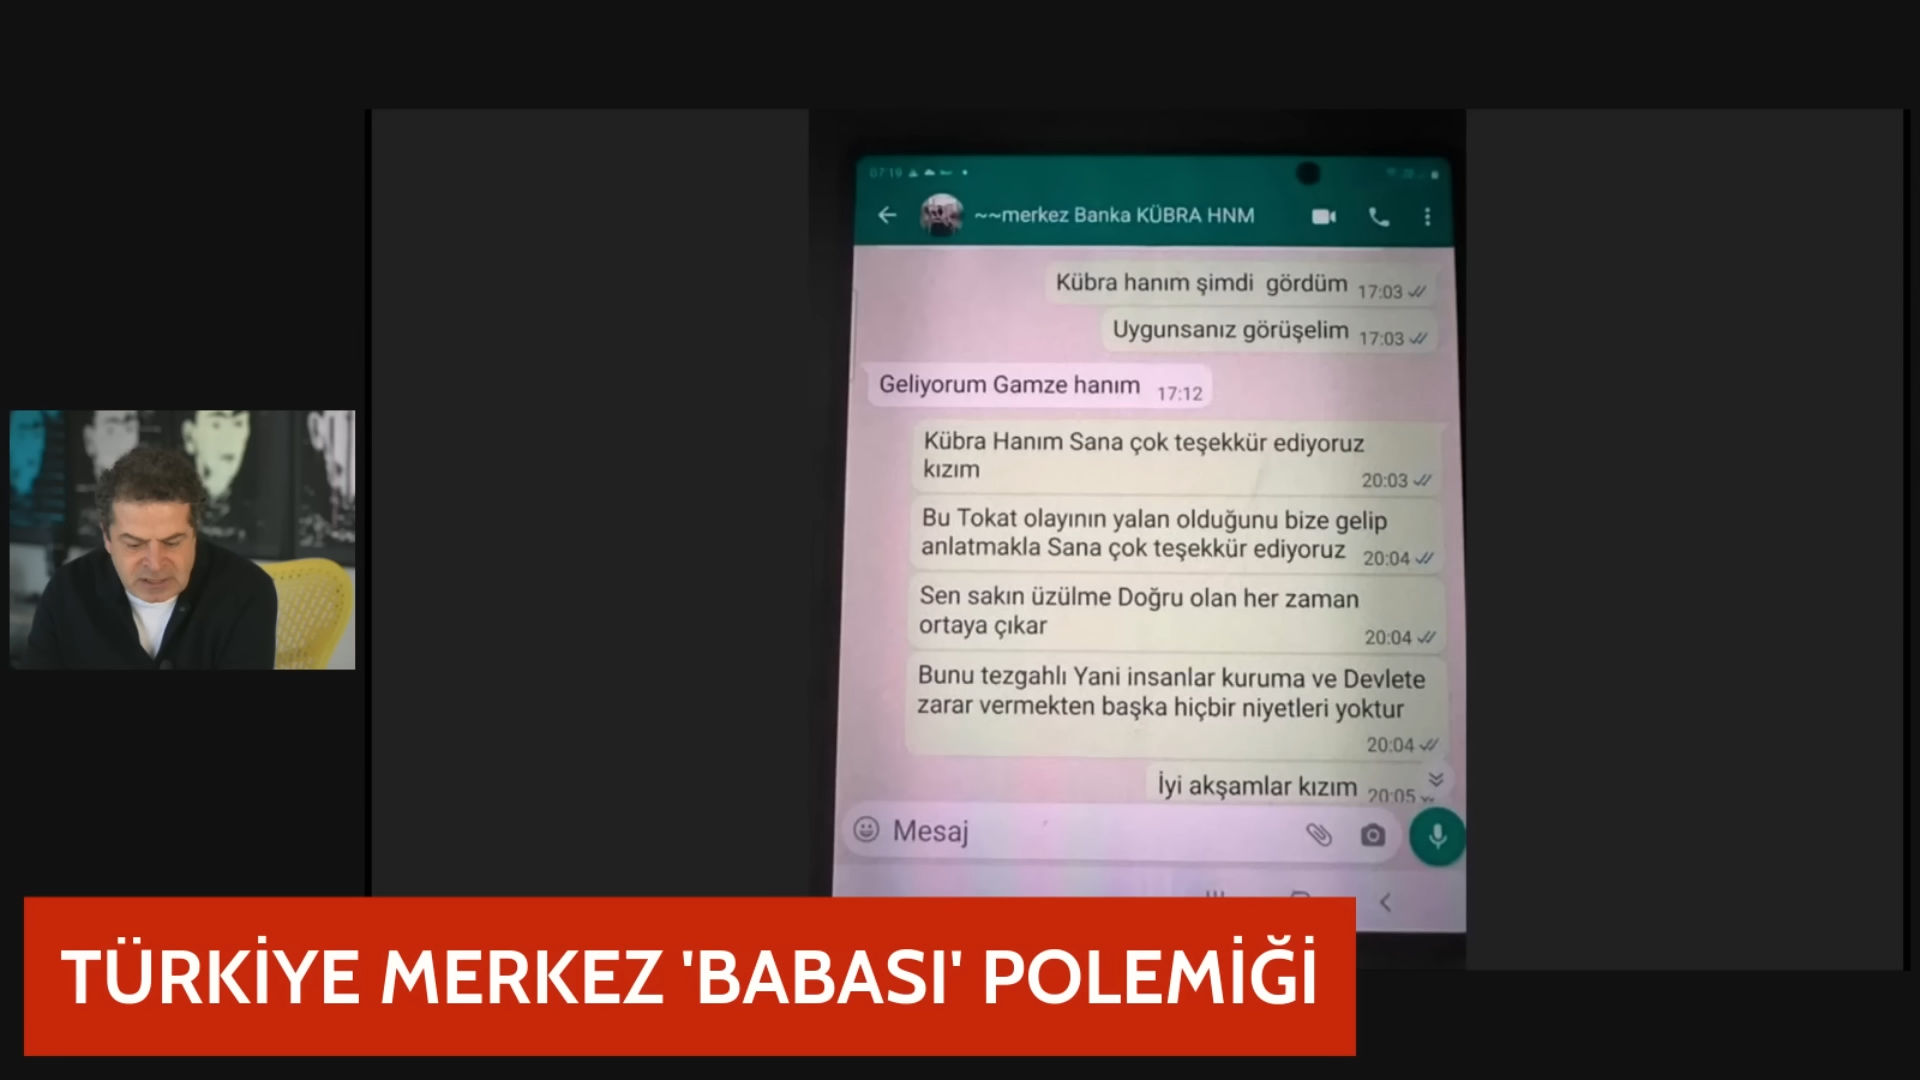 07:19
~~merkez Banka KÜBRA HNM
Kübra hanım şimdi  gördüm 17:03
Uygunsanız görüşelim 17:03
Geliyorum Gamze hanım 17:12
Kübra Hanım Sana çok teşekkür ediyoruz
kızım 20:03
Bu Tokat olayının yalan olduğunu bize gelip
anlatmakla Sana çok teşekkür ediyoruz 20:04
Sen sakın üzülme Doğru olan her zaman
ortaya çıkar 20:04
Bunu tezgahlı Yani insanlar kuruma ve Devlete
zarar vermekten başka hiçbir niyetleri yoktur
20:04
İyi akşamlar kızım 20:05
Mesaj
TÜRKİYE MERKEZ 'BABASI' POLEMİĞİ